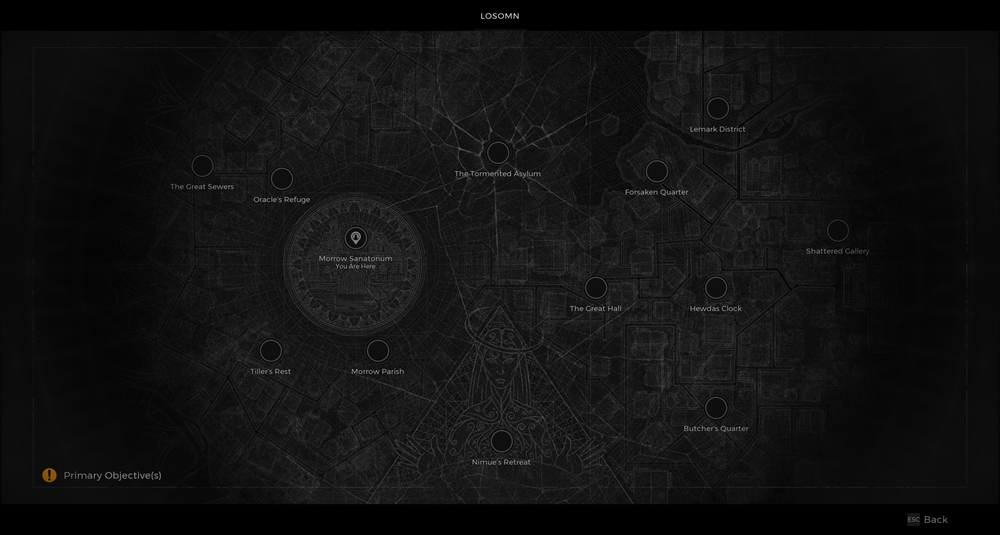 LOSOMN
Lemark District
The Tormented Asylum
The Great Sewers
Forsaken Quarter
Oracle's Refuge
Shattered Gallery
Morrow Sanatorium
You Are Here
The Great Hall
Hewdas Clock
Tiller's Rest
Morrow Parish
Butcher's Quarter
Nimue's Retreat
! Primary Objective(s)
ESC Back